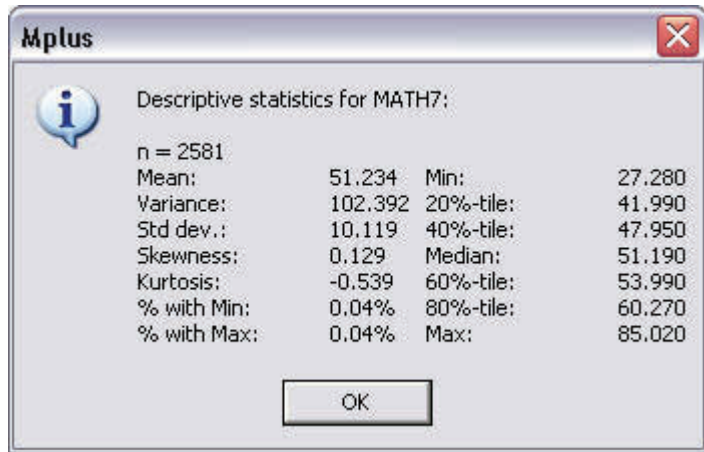 Mplus
Descriptive statistics for MATH7:
n = 2581
Mean: 51.234 Min: 27.280
Variance: 102.392 20%-tile: 41.990
Std dev.: 10.119 40%-tile: 47.950
Skewness: 0.129 Median: 51.190
Kurtosis: -0.539 60%-tile: 53.990
% with Min: 0.04% 80%-tile: 60.270
% with Max: 0.04% Max: 85.020
OK